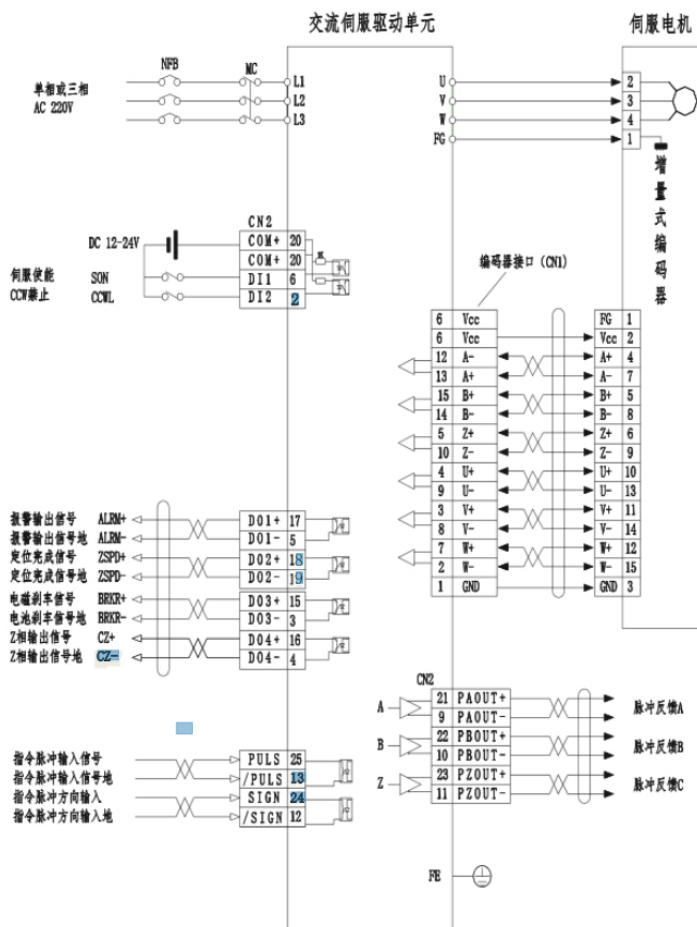 交流伺服驱动单元
伺服电机
NFB
MC
单相或三相
AC 220V
L1
L2
L3
U
V
W
FG
2
3
4
1
增量式编码器
CN2
DC 12-24V
COM+ 20
COM+ 20
伺服使能 SON DI1 6
CCW禁止 CCWL DI2 2
编码器接口 (CN1)
6 Vcc FG 1
6 Vcc Vcc 2
12 A- A+ 4
13 A+ A- 7
15 B+ B+ 5
14 B- B- 8
5 Z+ Z+ 6
10 Z- Z- 9
4 U+ U+ 10
9 U- U- 13
3 V+ V+ 11
8 V- V- 14
7 W+ W+ 12
2 W- W- 15
1 GND GND 3
报警输出信号 ALRM+ DO1+ 17
报警输出信号地 ALRM- DO1- 5
定位完成信号 ZSPD+ DO2+ 18
定位完成信号地 ZSPD- DO2- 19
电磁刹车信号 BRKR+ DO3+ 15
电池刹车信号地 BRKR- DO3- 3
Z相输出信号 CZ+ DO4+ 16
Z相输出信号地 CZ- DO4- 4
CN2
A 21 PAOUT+
9 PAOUT- 脉冲反馈A
B 22 PBOUT+
10 PBOUT- 脉冲反馈B
Z 23 PZOUT+
11 PZOUT- 脉冲反馈C
指令脉冲输入信号 PULS 25
指令脉冲输入信号地 /PULS 13
指令脉冲方向输入 SIGN 24
指令脉冲方向输入地 /SIGN 12
FE